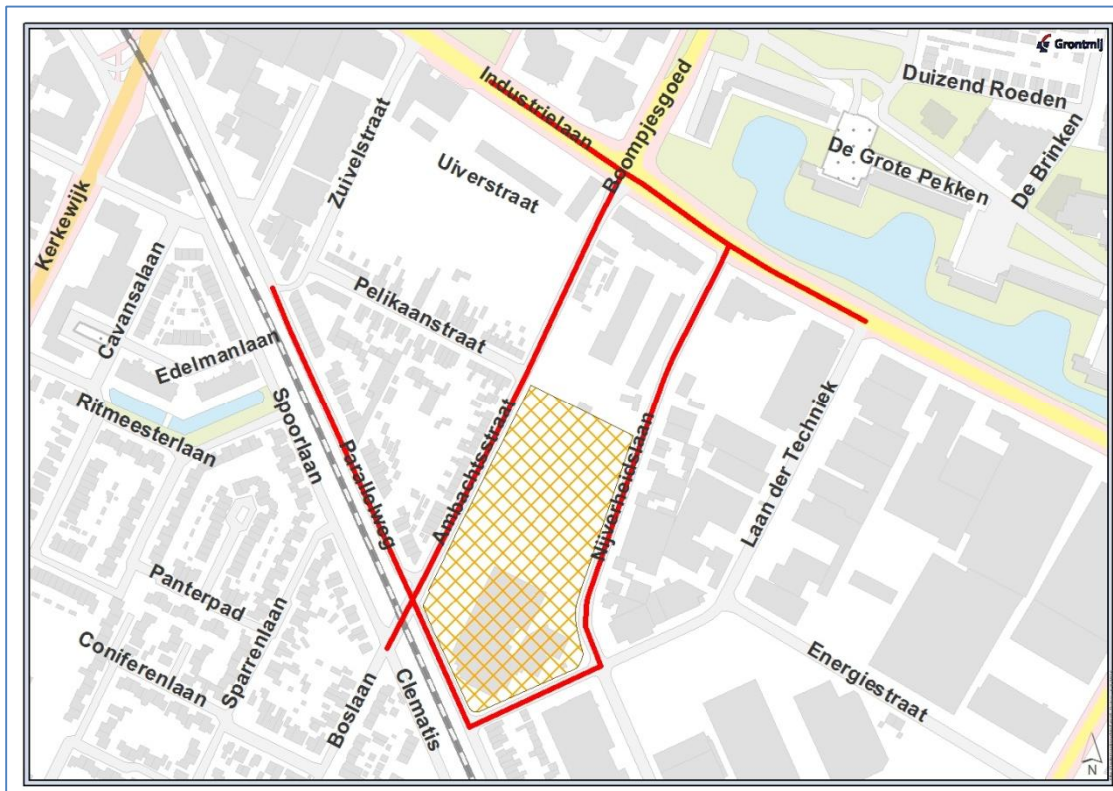 Grontmij
Duizend Roeden
Industrielaan
Boompjesgoed
De Grote Pekken
De Brinken
Zuivelstraat
Uiverstraat
Kerkewijk
Cavansalaan
Pelikaanstraat
Edelmanlaan
Ritmeesterlaan
Spoorlaan
Parallelweg
Ambachtsstraat
Nijverheidslaan
Laan der Techniek
Panterpad
Coniferenlaan
Sparrenlaan
Boslaan
Clematis
Energiestraat
N